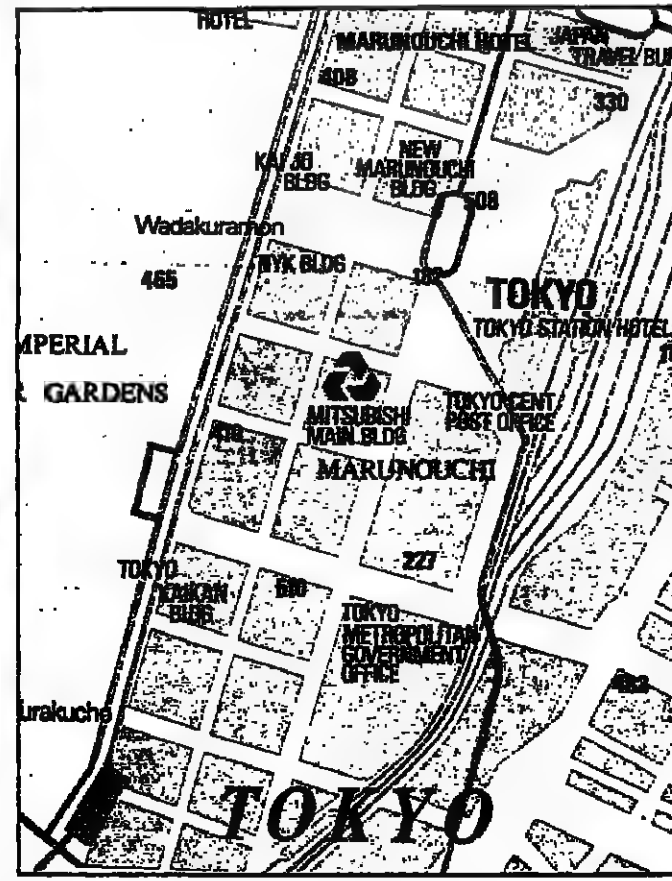 HOTEL
MARUNOUCHI HOTEL
JAPAN
TRAVEL BU
408
330
KAIJO
BLDG
NEW
MARUNOUCHI
BLDG
508
Wadakuramon
NYK BLDG
465
TOKYO
TOKYO STATION HOTEL
MPERIAL
GARDENS
MITSUBISHI
MAIN BLDG
TOKYO CENT
POST OFFICE
MARUNOUCHI
227
TOKYO
KAIKAN
BLDG
510
TOKYO
METROPOLITAN
GOVERNMENT
OFFICE
urakucho
TOKYO